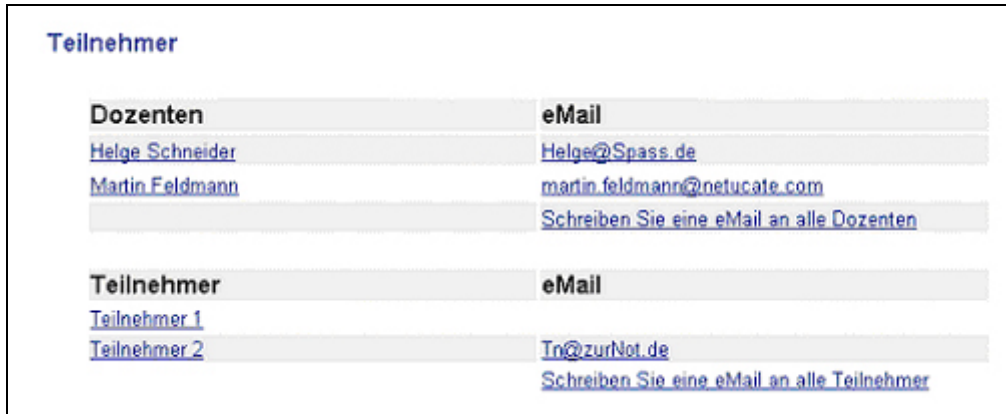 Teilnehmer
Dozenten eMail
Helge Schneider Helge@Spass.de
Martin Feldmann martin.feldmann@netucate.com
Schreiben Sie eine eMail an alle Dozenten
Teilnehmer eMail
Teilnehmer 1
Teilnehmer 2 Tn@zurNot.de
Schreiben Sie eine eMail an alle Teilnehmer